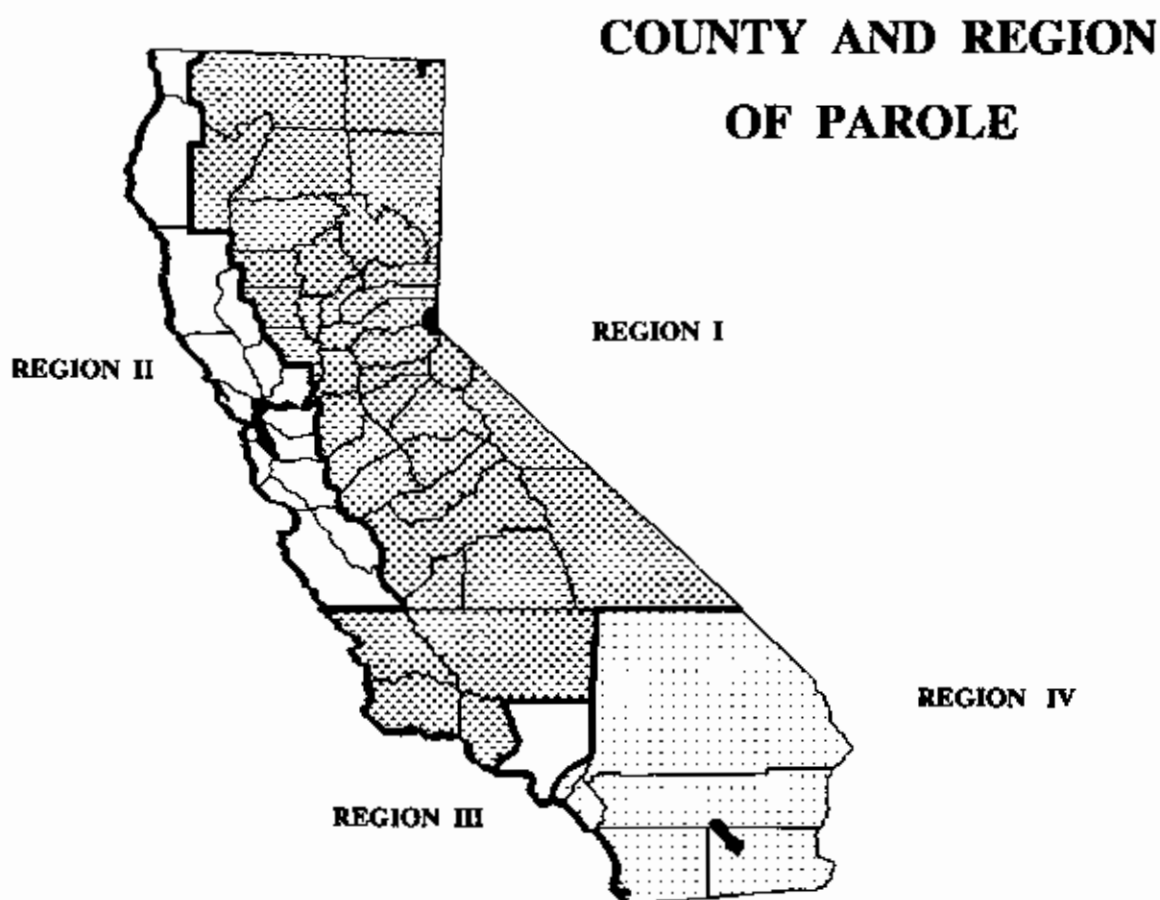 COUNTY AND REGION
OF PAROLE
REGION I
REGION II
REGION IV
REGION III